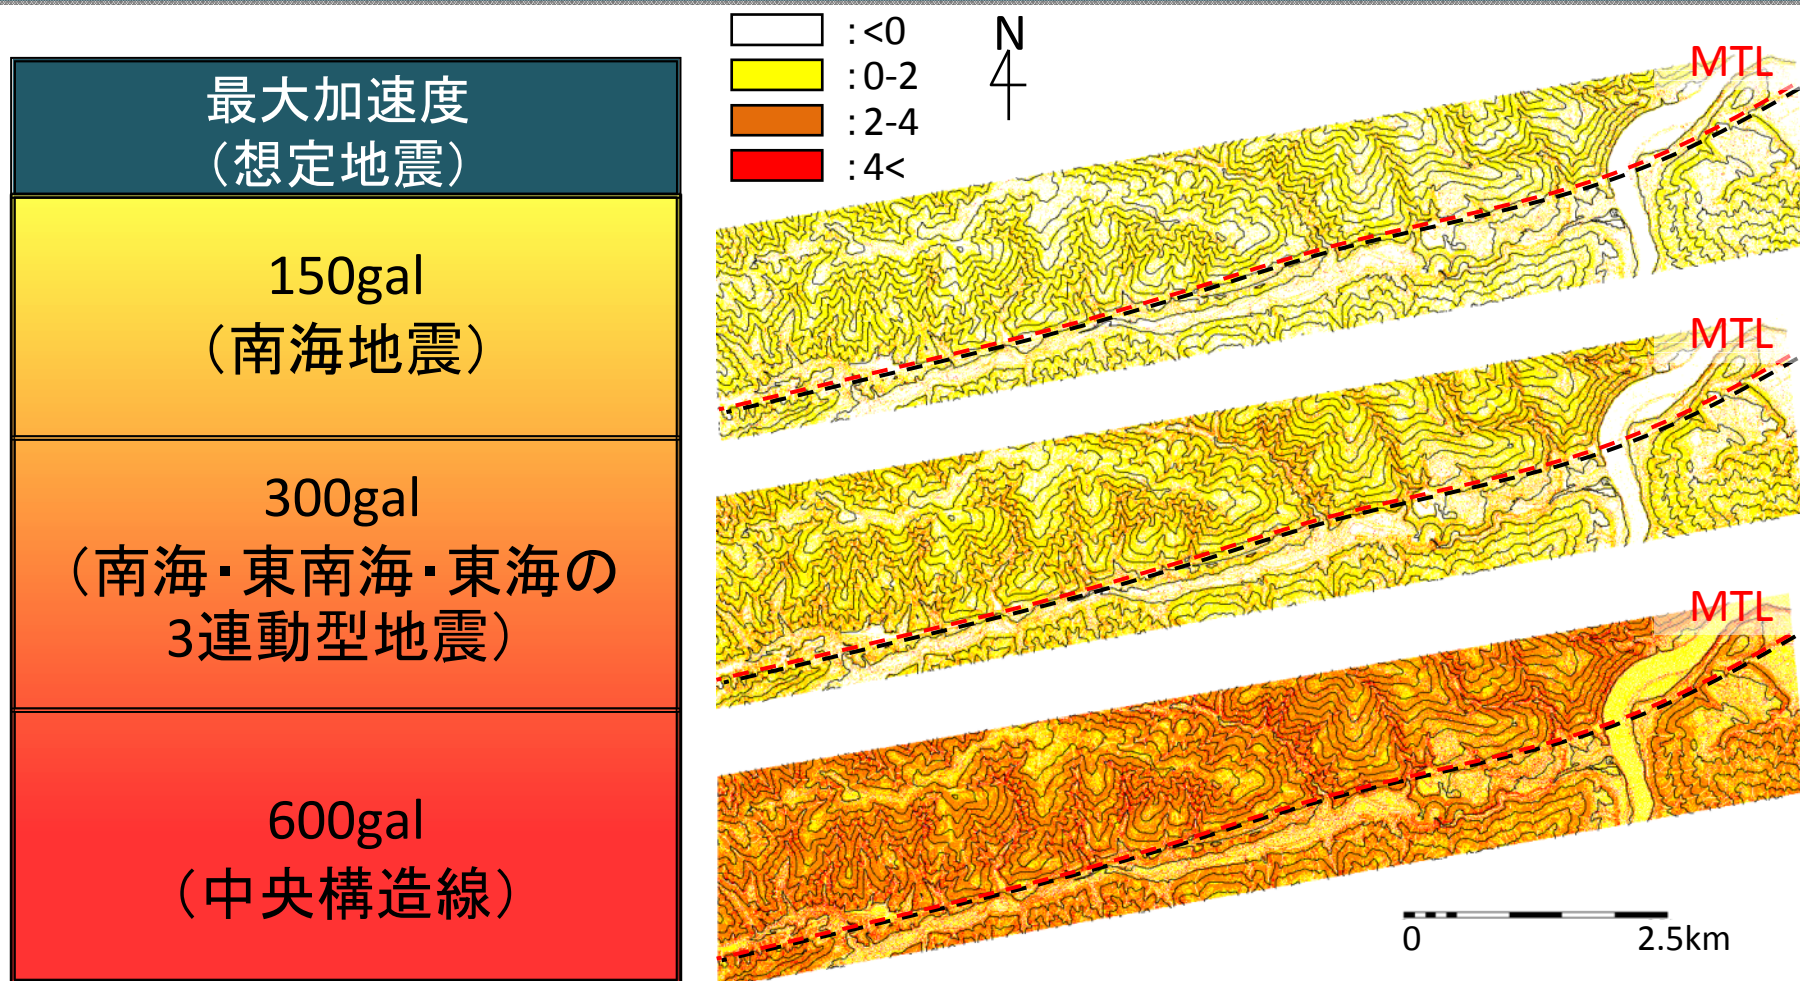 最大加速度
（想定地震）
150gal
（南海地震）
300gal
（南海・東南海・東海の
3連動型地震）
600gal
（中央構造線）
:<0
:0-2
:2-4
:4<
N
MTL
MTL
MTL
0 2.5km